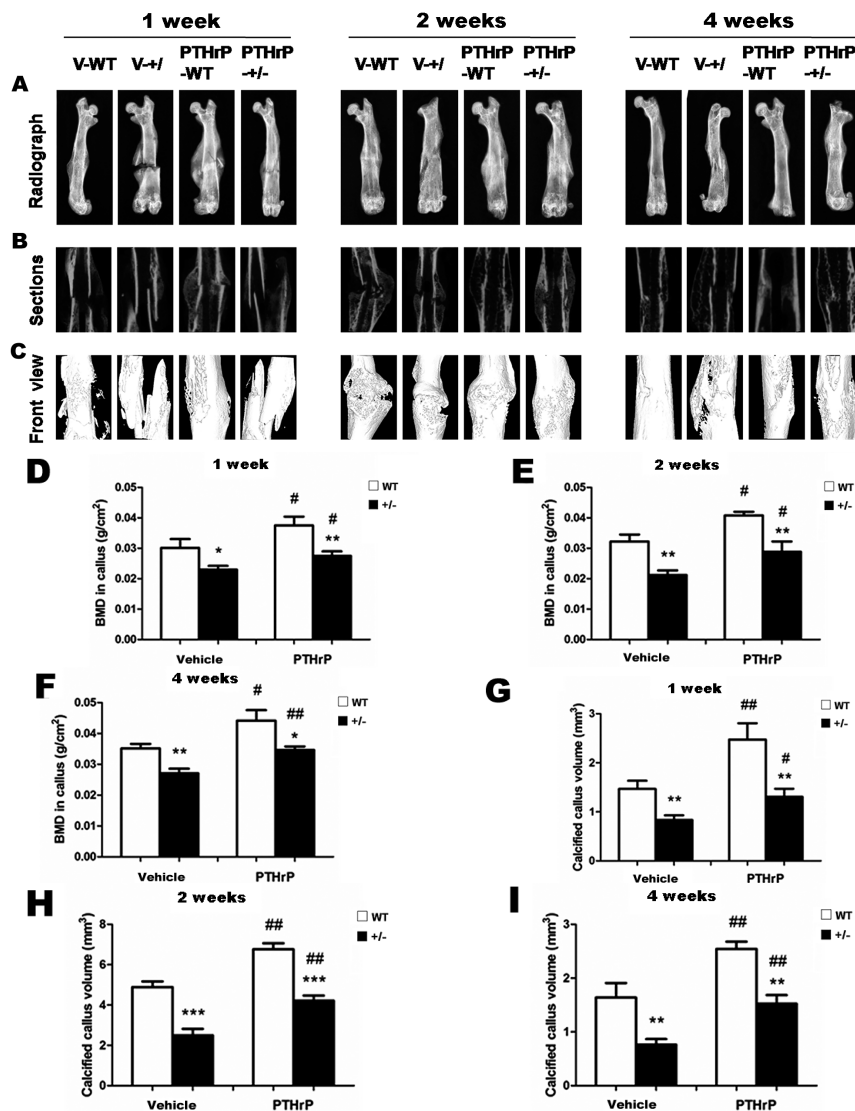 1 week 2 weeks 4 weeks
V-WT V-+/ PTHrP -WT PTHrP -+/- V-WT V-+/ PTHrP -WT PTHrP -+/- V-WT V-+/ PTHrP -WT PTHrP -+/-
A
Radiograph
B
Sections
C
Front view
D
1 week
BMD in callus (g/cm²)
0.05
0.04
0.03
0.02
0.01
0.00
*
#
#
**
Vehicle PTHrP
WT
+/-
E
2 weeks
BMD in callus (g/cm²)
0.05
0.04
0.03
0.02
0.01
0.00
**
#
#
**
Vehicle PTHrP
WT
+/-
F
4 weeks
BMD in callus (g/cm²)
0.05
0.04
0.03
0.02
0.01
0.00
**
#
##
*
Vehicle PTHrP
WT
+/-
G
1 week
Calcified callus volume (mm³)
3
2
1
0
**
##
#
**
Vehicle PTHrP
WT
+/-
H
2 weeks
Calcified callus volume (mm³)
8
6
4
2
0
***
##
##
***
Vehicle PTHrP
WT
+/-
I
4 weeks
Calcified callus volume (mm³)
3
2
1
0
**
##
##
**
Vehicle PTHrP
WT
+/-